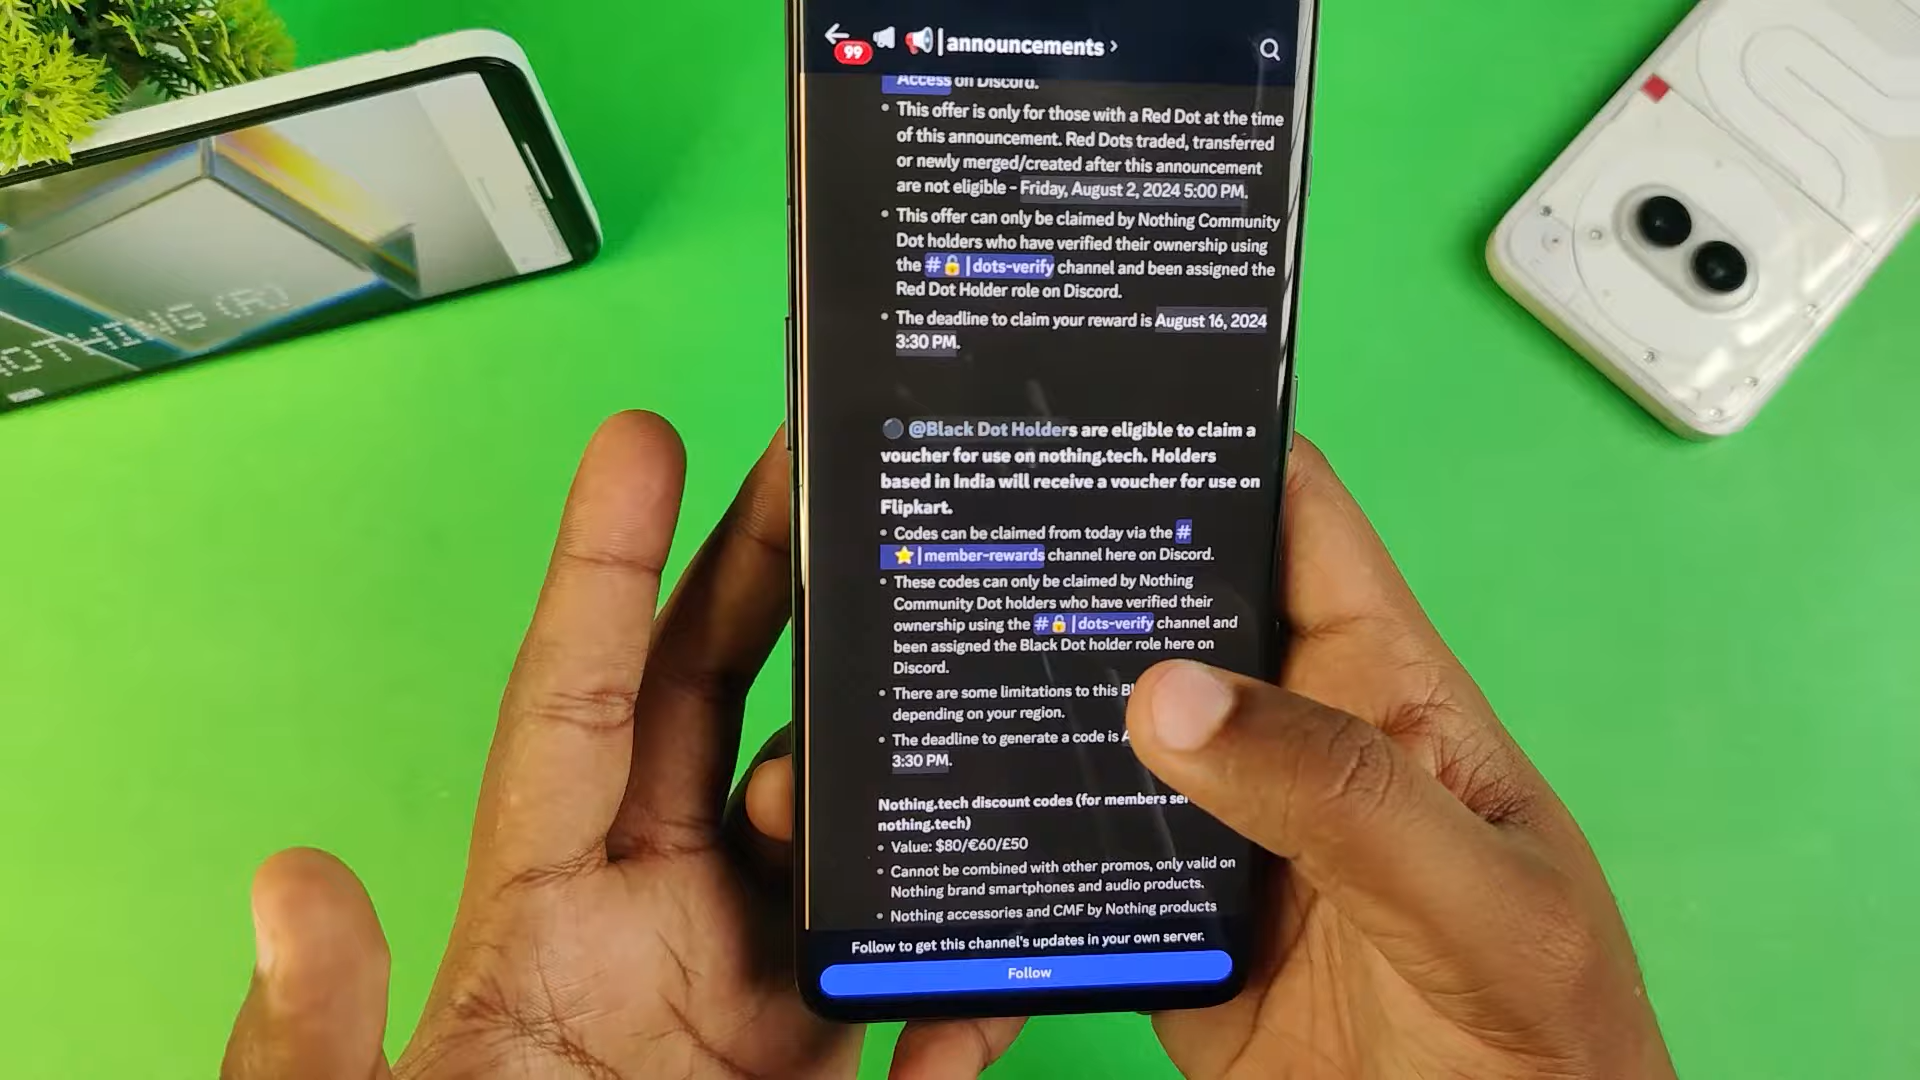 99 | announcements >
Access on Discord.
• This offer is only for those with a Red Dot at the time
of this announcement. Red Dots traded, transferred
or newly merged/created after this announcement
are not eligible - Friday, August 2, 2024 5:00 PM.
• This offer can only be claimed by Nothing Community
Dot holders who have verified their ownership using
the #🔓|dots-verify channel and been assigned the
Red Dot Holder role on Discord.
• The deadline to claim your reward is August 16, 2024
3:30 PM.
@Black Dot Holders are eligible to claim a
voucher for use on nothing.tech. Holders
based in India will receive a voucher for use on
Flipkart.
• Codes can be claimed from today via the #
⭐|member-rewards channel here on Discord.
• These codes can only be claimed by Nothing
Community Dot holders who have verified their
ownership using the #🔓|dots-verify channel and
been assigned the Black Dot holder role here on
Discord.
• There are some limitations to this
depending on your region.
• The deadline to generate a code is
3:30 PM.
Nothing.tech discount codes (for members
nothing.tech)
• Value: $80/€60/£50
• Cannot be combined with other promos, only valid on
Nothing brand smartphones and audio products.
• Nothing accessories and CMF by Nothing products
Follow to get this channel's updates in your own server.
Follow